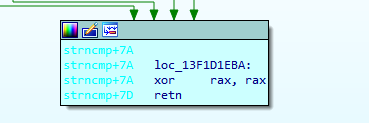 strncmp+7A
strncmp+7A loc_13F1D1EBA:
strncmp+7A xor rax, rax
strncmp+7D retn